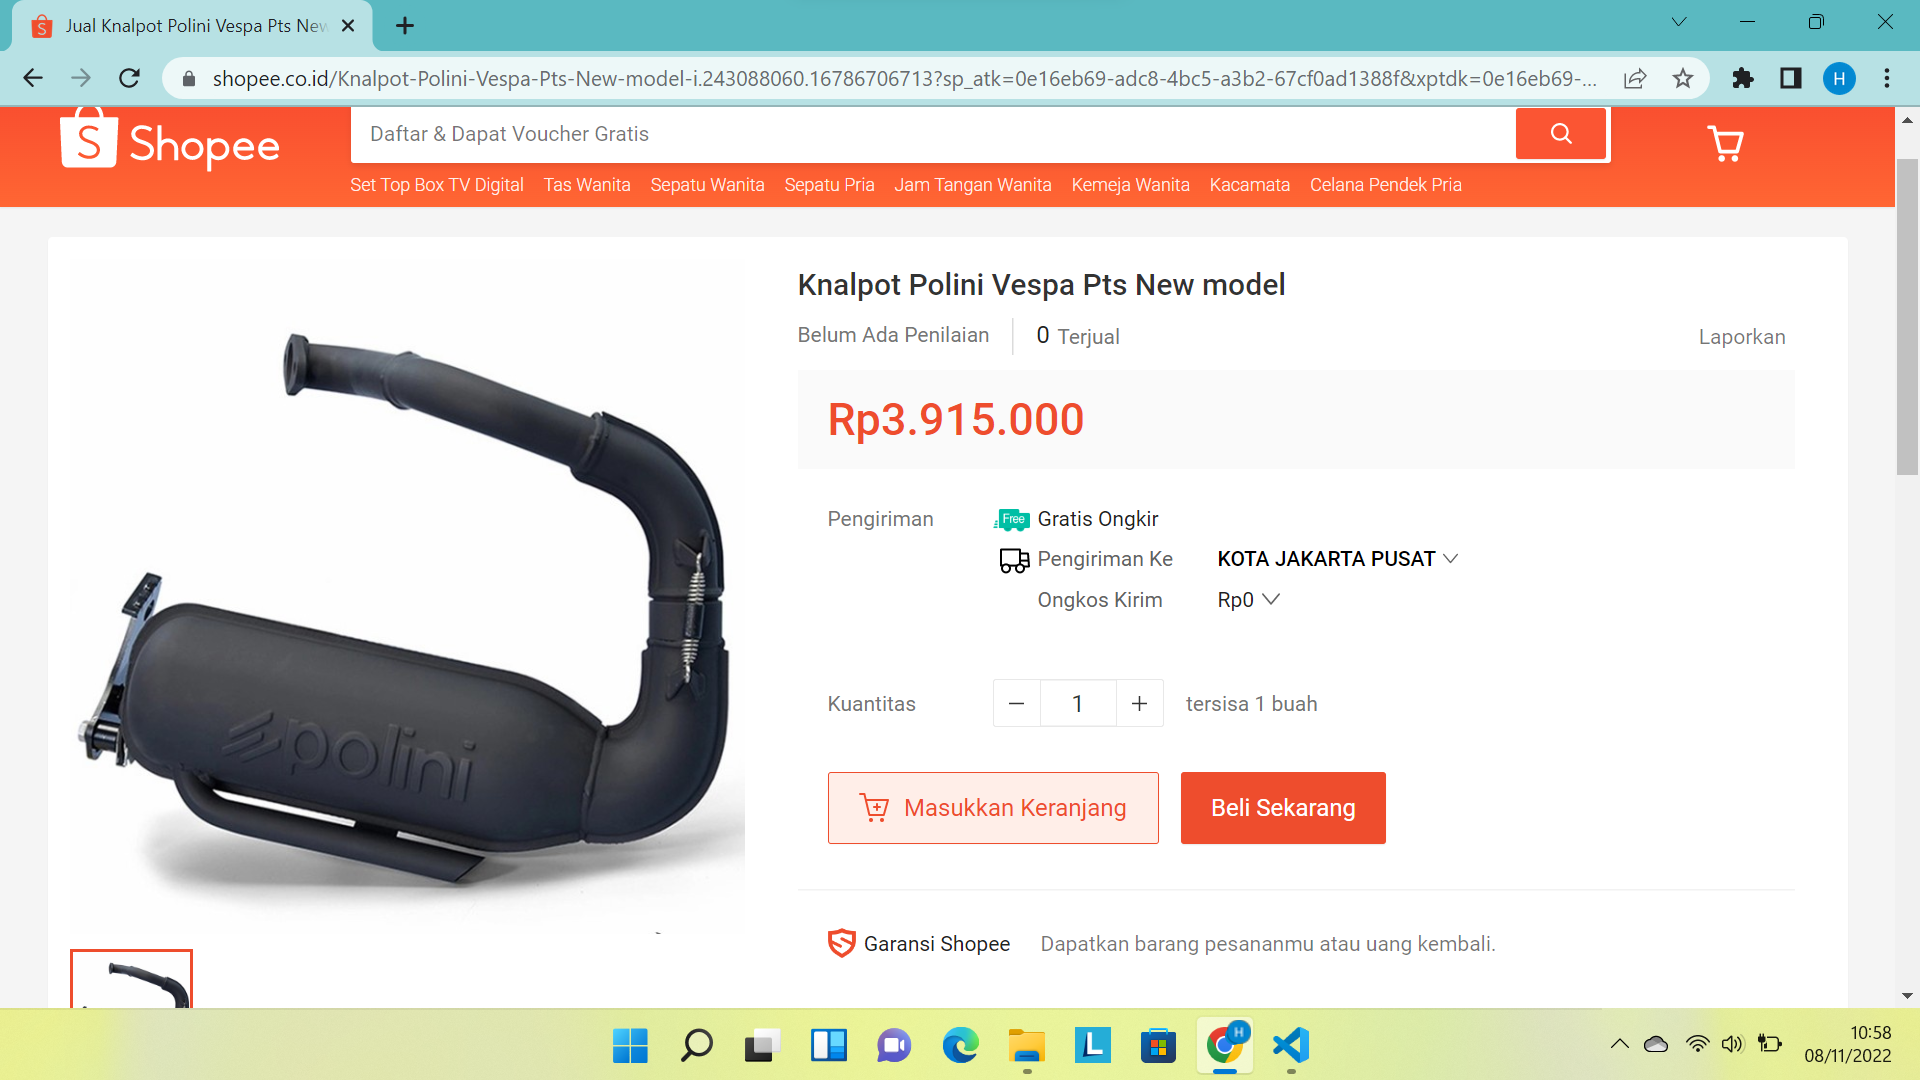 Jual Knalpot Polini Vespa Pts New
shopee.co.id/Knalpot-Polini-Vespa-Pts-New-model-i.243088060.16786706713?sp_atk=0e16eb69-adc8-4bc5-a3b2-67cf0ad1388f&xptdk=0e16eb69-...
H
Shopee
Daftar & Dapat Voucher Gratis
Set Top Box TV Digital Tas Wanita Sepatu Wanita Sepatu Pria Jam Tangan Wanita Kemeja Wanita Kacamata Celana Pendek Pria
Knalpot Polini Vespa Pts New model
Belum Ada Penilaian 0 Terjual Laporkan
Rp3.915.000
Pengiriman Free Gratis Ongkir
Pengiriman Ke KOTA JAKARTA PUSAT
Ongkos Kirim Rp0
polini
Kuantitas 1 tersisa 1 buah
Masukkan Keranjang Beli Sekarang
Garansi Shopee Dapatkan barang pesananmu atau uang kembali.
L
H
10:58
08/11/2022